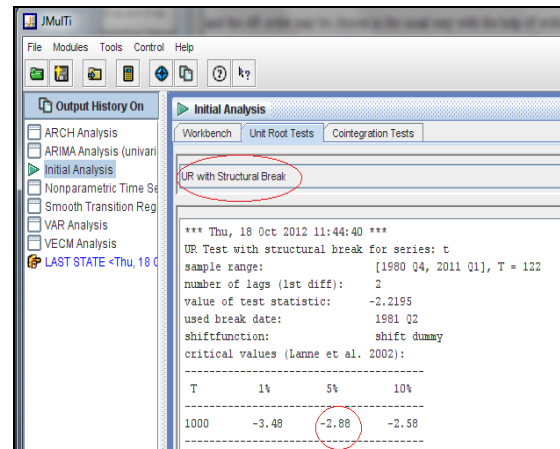 JMulTi
File Modules Tools Control Help
Output History On
ARCH Analysis
ARIMA Analysis (univari
Initial Analysis
Nonparametric Time Se
Smooth Transition Reg
VAR Analysis
VECM Analysis
LAST STATE <Thu, 18 O
Initial Analysis
Workbench Unit Root Tests Cointegration Tests
UR with Structural Break
*** Thu, 18 Oct 2012 11:44:40 ***
UR Test with structural break for series: t
sample range: [1980 Q4, 2011 Q1], T = 122
number of lags (1st diff): 2
value of test statistic: -2.2195
used break date: 1981 Q2
shiftfunction: shift dummy
critical values (Lanne et al. 2002):
---------------------------------
T 1% 5% 10%
---------------------------------
1000 -3.48 -2.88 -2.58
---------------------------------